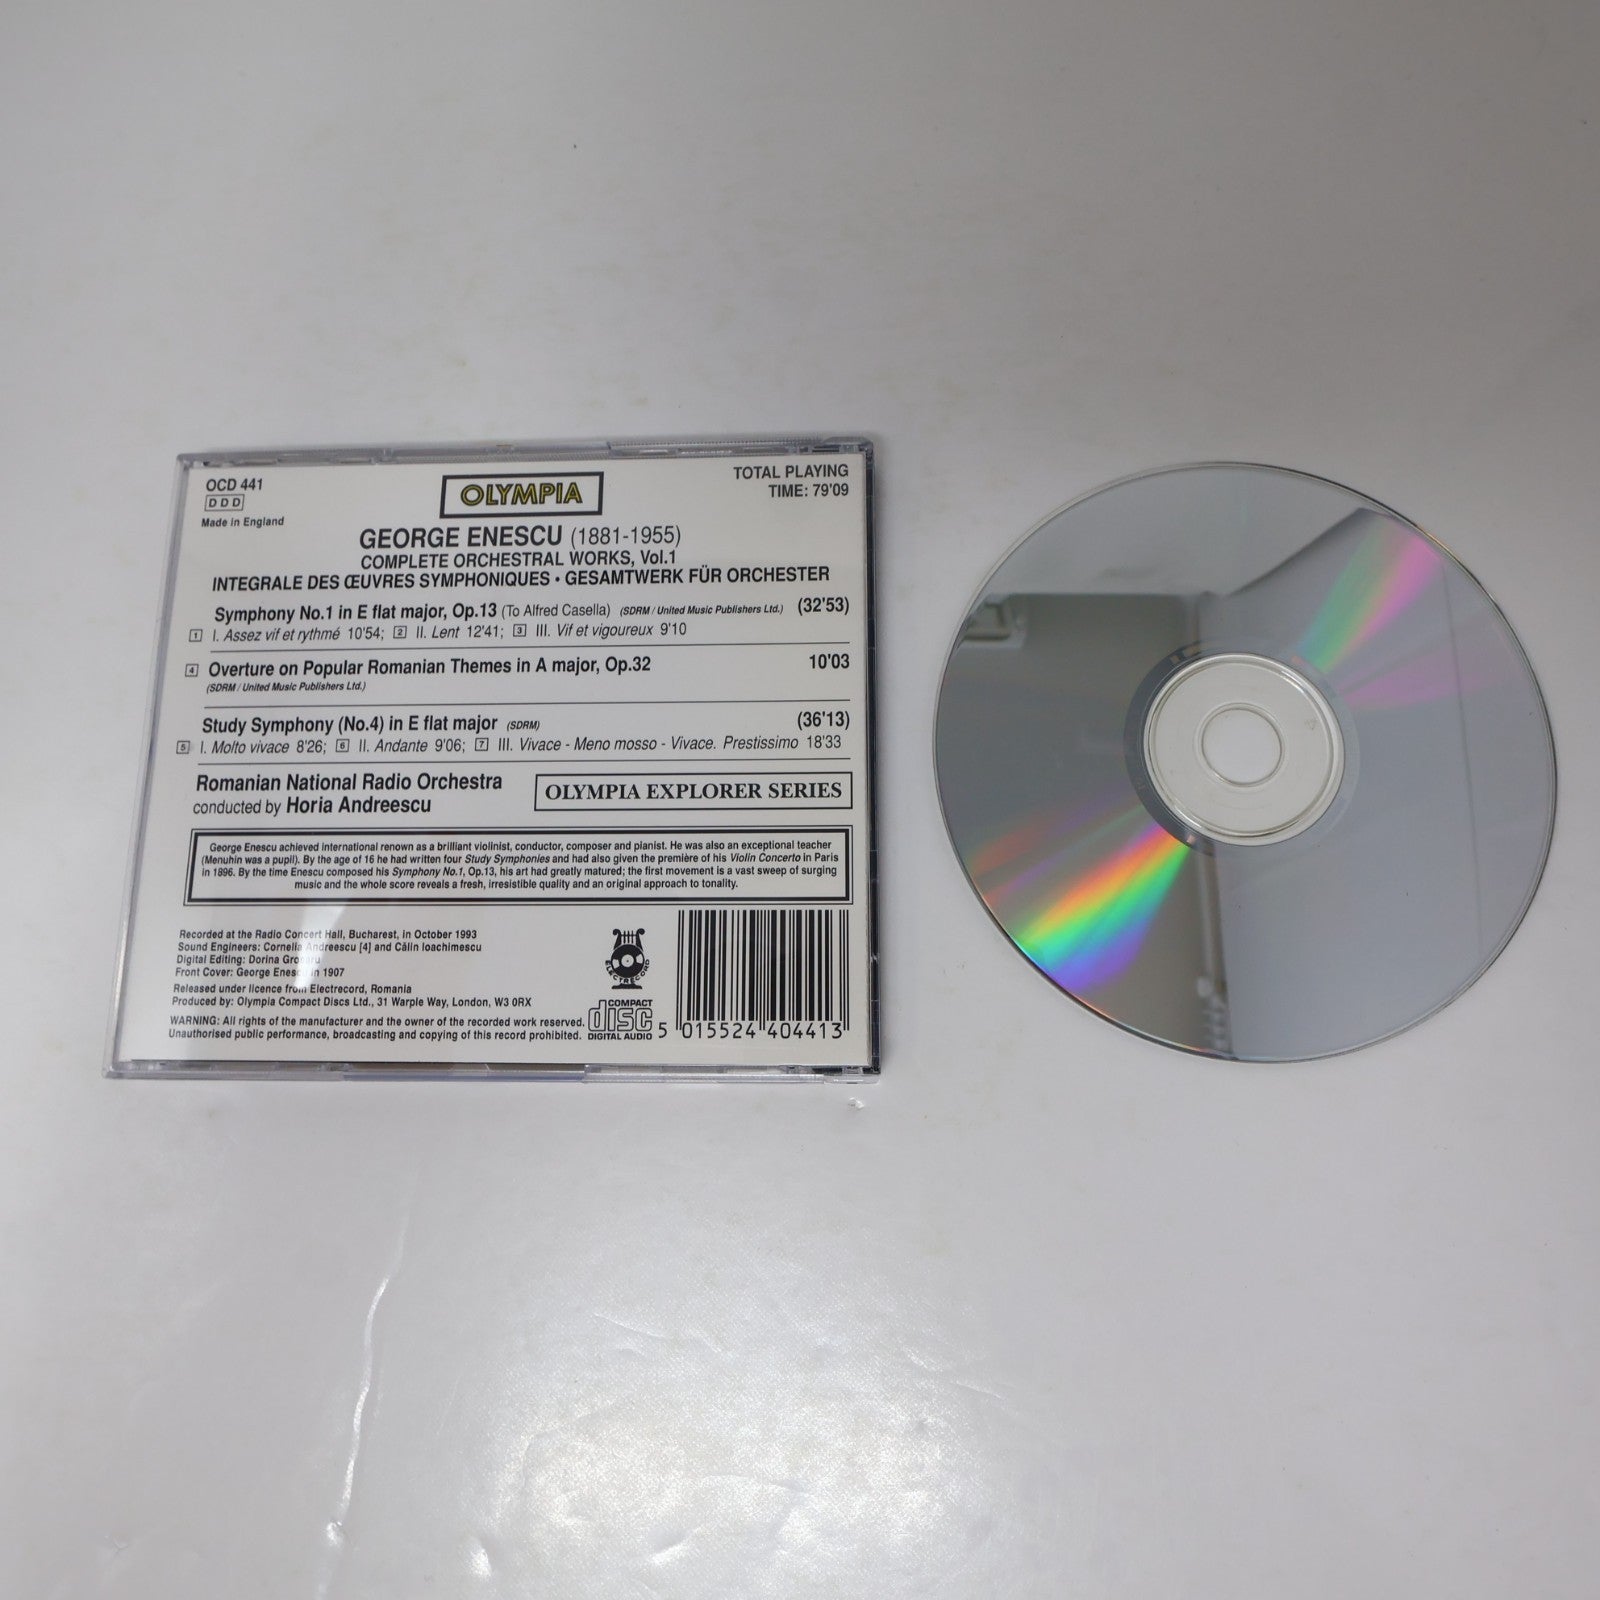 OCD 441
DDD
Made in England
OLYMPIA
TOTAL PLAYING
TIME: 79'09
GEORGE ENESCU (1881-1955)
COMPLETE ORCHESTRAL WORKS, Vol.1
INTEGRALE DES ŒUVRES SYMPHONIQUES • GESAMTWERK FÜR ORCHESTER
Symphony No.1 in E flat major, Op.13 (To Alfred Casella) (SDRM / United Music Publishers Ltd.) (32'53)
1 I. Assez vif et rythmé 10'54; 2 II. Lent 12'41; 3 III. Vif et vigoureux 9'10
4 Overture on Popular Romanian Themes in A major, Op.32 10'03
(SDRM / United Music Publishers Ltd.)
Study Symphony (No.4) in E flat major (SDRM) (36'13)
5 I. Molto vivace 8'26; 6 II. Andante 9'06; 7 III. Vivace - Meno mosso - Vivace. Prestissimo 18'33
Romanian National Radio Orchestra
conducted by Horia Andreescu
OLYMPIA EXPLORER SERIES
George Enescu achieved international renown as a brilliant violinist, conductor, composer and pianist. He was also an exceptional teacher
(Menuhin was a pupil). By the age of 16 he had written four Study Symphonies and had also given the première of his Violin Concerto in Paris
in 1896. By the time Enescu composed his Symphony No.1, Op.13, his art had greatly matured; the first movement is a vast sweep of surging
music and the whole score reveals a fresh, irresistible quality and an original approach to tonality.
Recorded at the Radio Concert Hall, Bucharest, in October 1993
Sound Engineers: Cornelia Andreescu [4] and Călin Ioachimescu
Digital Editing: Dorina
Front Cover: George Enescu in 1907
Released under licence from Electrecord, Romania
Produced by: Olympia Compact Discs Ltd., 31 Warple Way, London, W3 0RX
WARNING: All rights of the manufacturer and the owner of the recorded work reserved.
Unauthorised public performance, broadcasting and copying of this record prohibited.
ELECTRECORD
COMPACT
disc
DIGITAL AUDIO
5 015524 404413